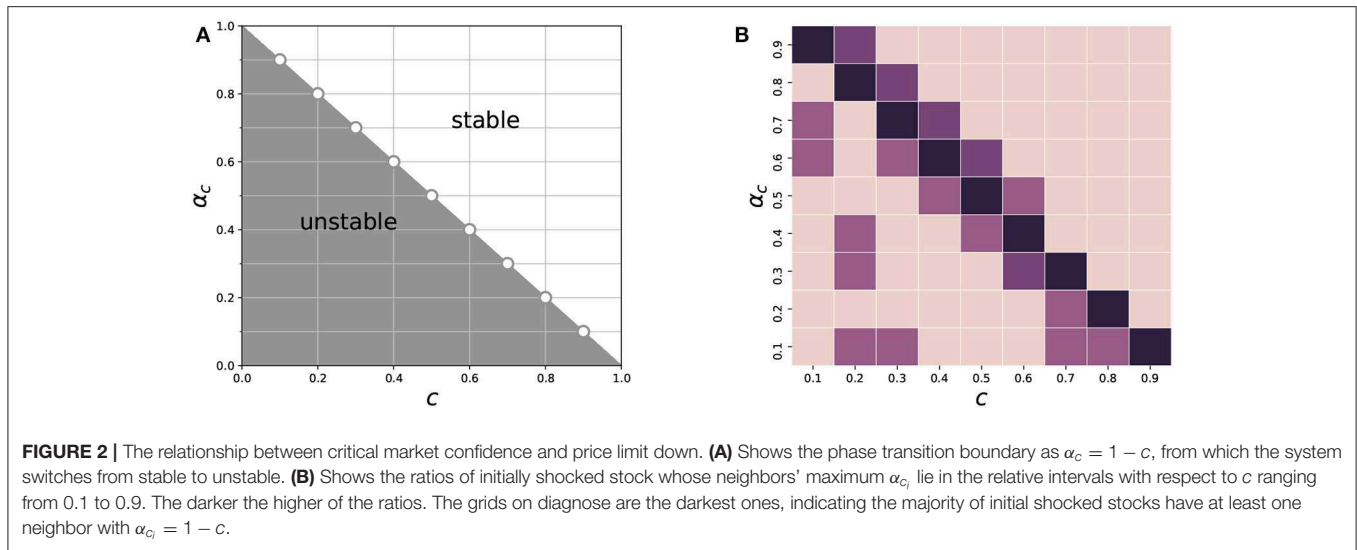 A
1.0
0.8
0.6
0.4
0.2
0.0
α_c
stable
unstable
0.0 0.2 0.4 0.6 0.8 1.0
c
B
0.9
0.8
0.7
0.6
0.5
0.4
0.3
0.2
0.1
α_c
0.1 0.2 0.3 0.4 0.5 0.6 0.7 0.8 0.9
c
FIGURE 2 | The relationship between critical market confidence and price limit down. (A) Shows the phase transition boundary as α_c = 1 − c, from which the system
switches from stable to unstable. (B) Shows the ratios of initially shocked stock whose neighbors’ maximum α_{c_i} lie in the relative intervals with respect to c ranging
from 0.1 to 0.9. The darker the higher of the ratios. The grids on diagnose are the darkest ones, indicating the majority of initial shocked stocks have at least one
neighbor with α_{c_i} = 1 − c.